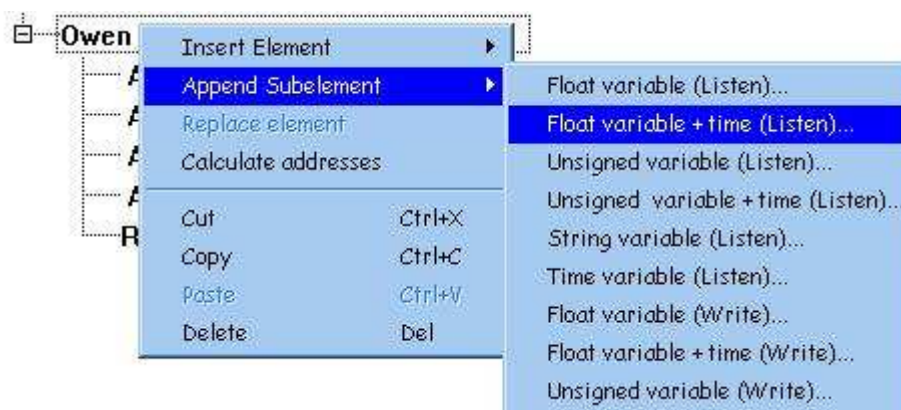 Owen
Insert Element
Append Subelement
Replace element
Calculate addresses
Cut Ctrl+X
Copy Ctrl+C
Paste Ctrl+V
Delete Del
A
A
A
A
R
Float variable (Listen)...
Float variable + time (Listen)...
Unsigned variable (Listen)...
Unsigned variable + time (Listen)...
String variable (Listen)...
Time variable (Listen)...
Float variable (Write)...
Float variable + time (Write)...
Unsigned variable (Write)...